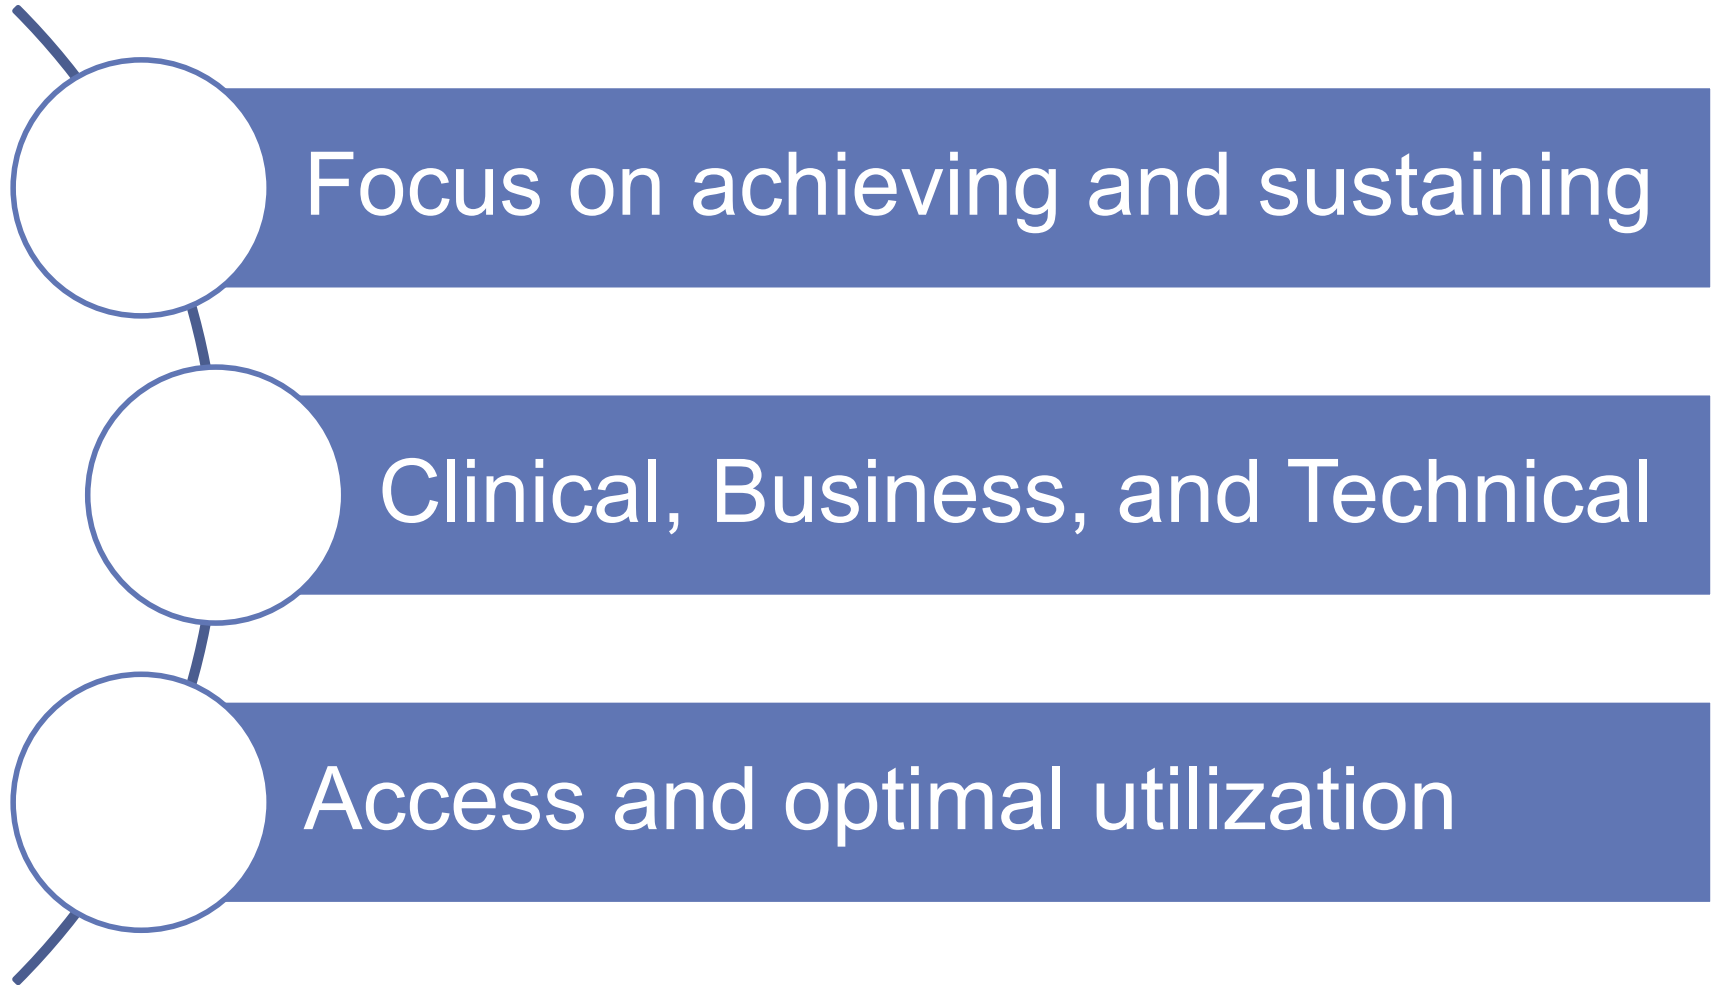 Focus on achieving and sustaining
Clinical, Business, and Technical
Access and optimal utilization